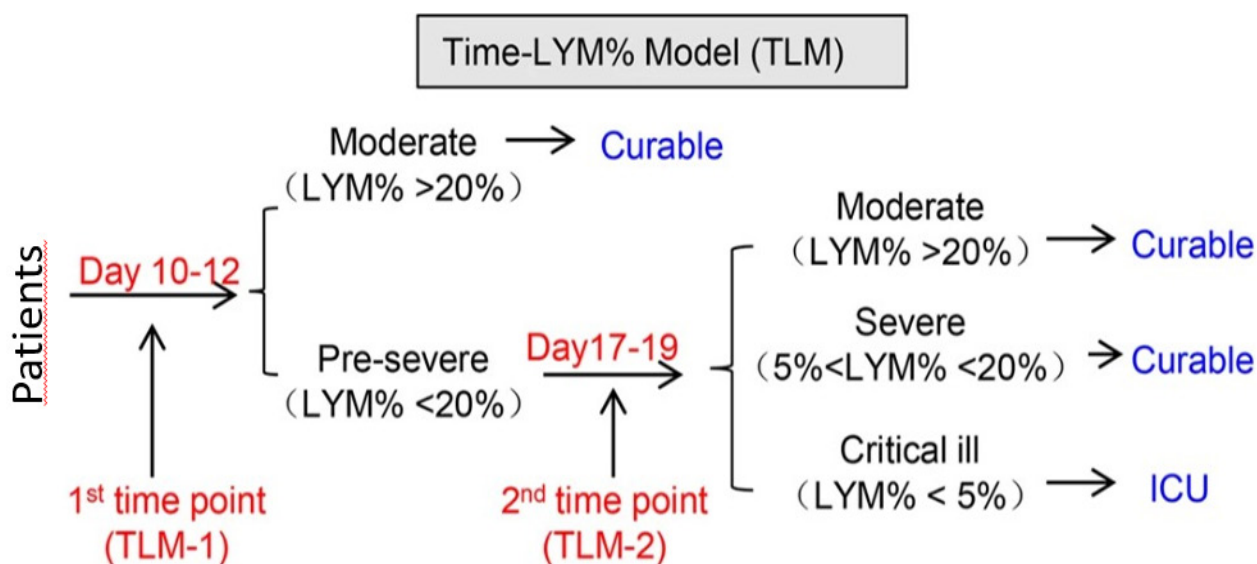 Time-LYM% Model (TLM)
Moderate
（LYM% >20%）
Curable
Patients
Day 10-12
Pre-severe
（LYM% <20%）
1st time point
(TLM-1)
Day17-19
2nd time point
(TLM-2)
Moderate
（LYM% >20%）
Curable
Severe
（5%<LYM% <20%）
Curable
Critical ill
（LYM% < 5%）
ICU